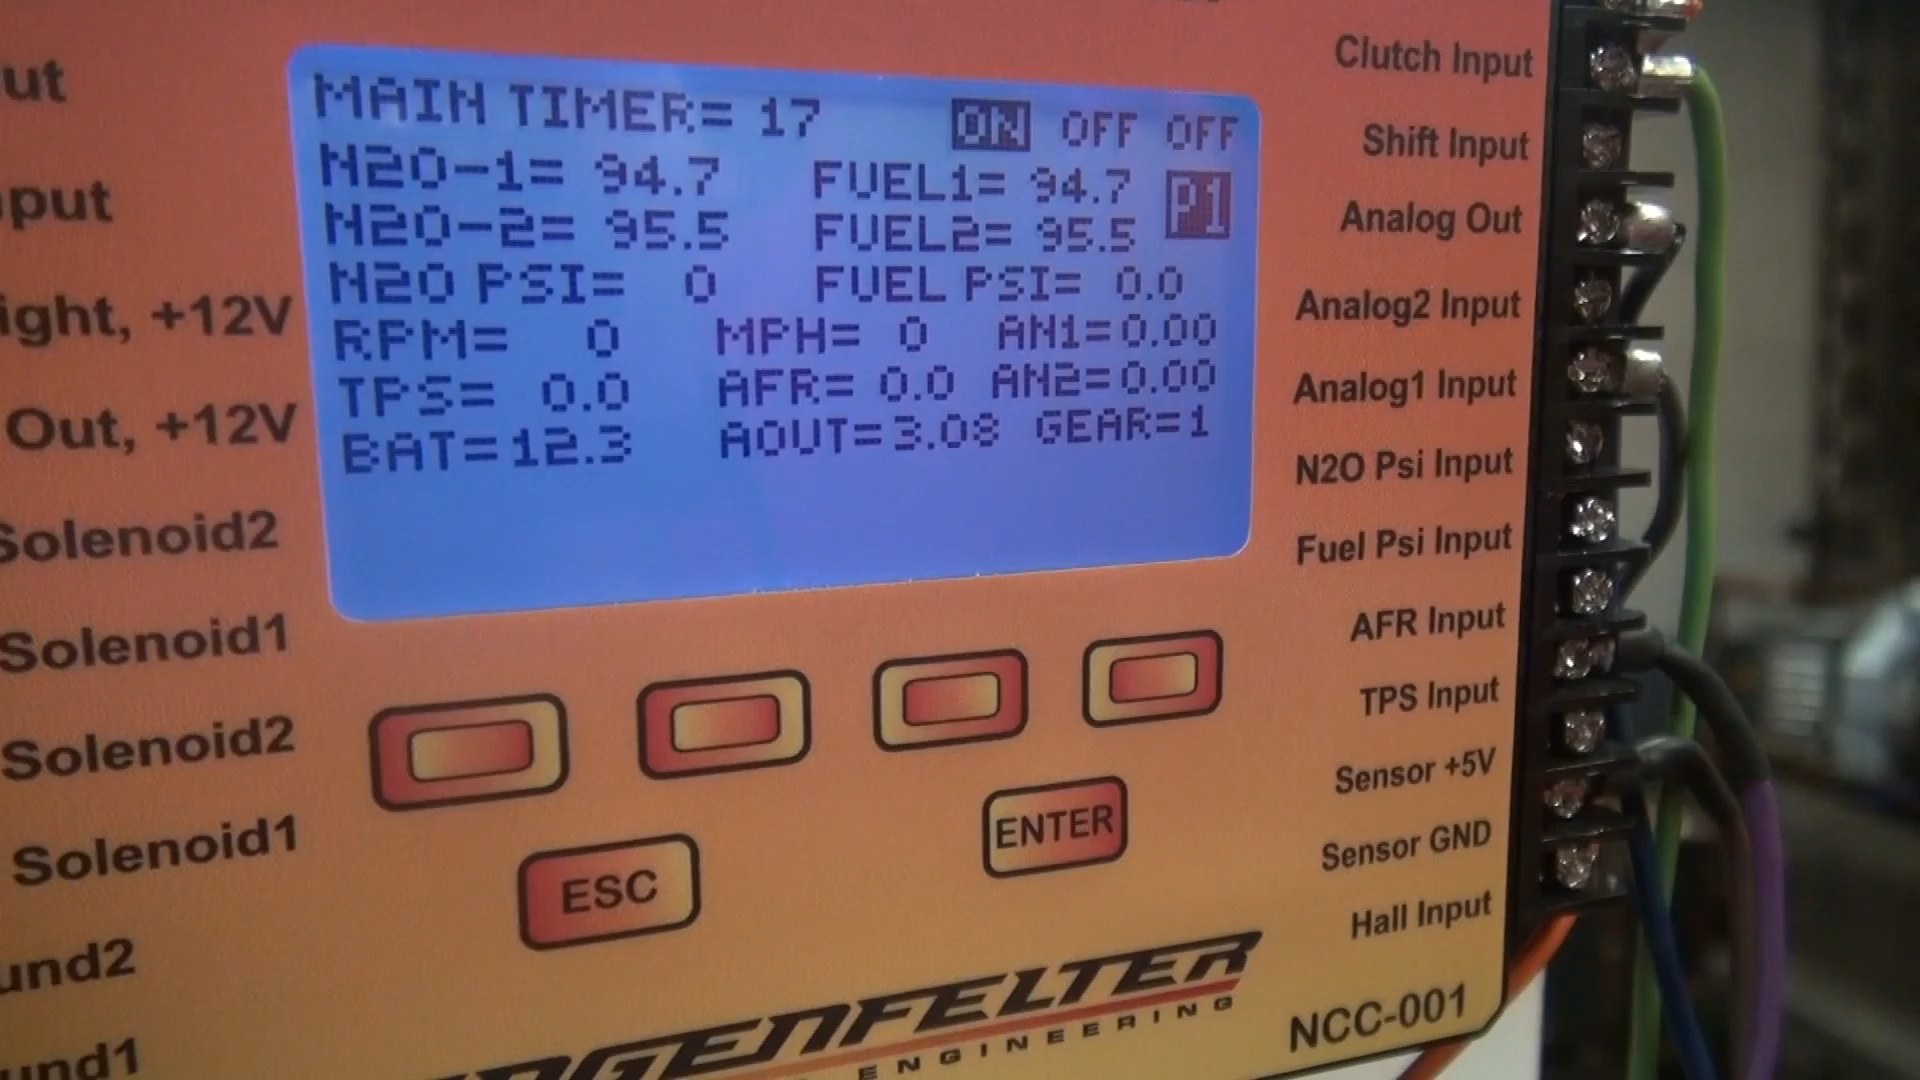 MAIN TIMER= 17 ON OFF OFF
N2O-1= 94.7 FUEL1= 94.7 P1
N2O-2= 95.5 FUEL2= 95.5
N2O PSI= 0 FUEL PSI= 0.0
RPM= 0 MPH= 0 AN1=0.00
TPS= 0.0 AFR= 0.0 AN2=0.00
BAT=12.3 AOUT=3.08 GEAR=1
ut
put
ight, +12V
Out, +12V
Solenoid2
Solenoid1
Solenoid2
Solenoid1
und2
und1
ESC
ENTER
Clutch Input
Shift Input
Analog Out
Analog2 Input
Analog1 Input
N2O Psi Input
Fuel Psi Input
AFR Input
TPS Input
Sensor +5V
Sensor GND
Hall Input
NCC-001
GENFELTER
ENGINEERING